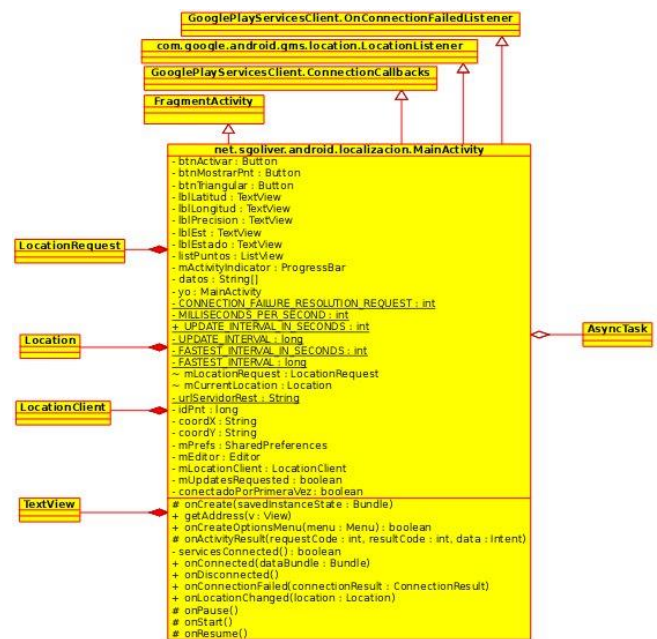 GooglePlayServicesClient.OnConnectionFailedListener
com.google.android.gms.location.LocationListener
GooglePlayServicesClient.ConnectionCallbacks
FragmentActivity
net.sgoliver.android.localizacion.MainActivity
- btnActivar : Button
- btnMostrarPnt : Button
- btnTriangular : Button
- lblLatitud : TextView
- lblLongitud : TextView
- lblPrecision : TextView
- lblEst : TextView
- lblEstado : TextView
- listPuntos : ListView
- mActivityIndicator : ProgressBar
- datos : String[]
- yo : MainActivity
- CONNECTION_FAILURE_RESOLUTION_REQUEST : int
- MILLISECONDS_PER_SECOND : int
+ UPDATE_INTERVAL_IN_SECONDS : int
- UPDATE_INTERVAL : long
- FASTEST_INTERVAL_IN_SECONDS : int
- FASTEST_INTERVAL : long
~ mLocationRequest : LocationRequest
~ mCurrentLocation : Location
- urlServidorRest : String
- idPnt : long
- coordX : String
- coordY : String
- mPrefs : SharedPreferences
- mEditor : Editor
- mLocationClient : LocationClient
- mUpdatesRequested : boolean
- conectadoPorPrimeraVez : boolean
# onCreate(savedInstanceState : Bundle)
+ getAddress(v : View)
+ onCreateOptionsMenu(menu : Menu) : boolean
# onActivityResult(requestCode : int, resultCode : int, data : Intent)
- servicesConnected() : boolean
+ onConnected(dataBundle : Bundle)
+ onDisconnected()
+ onConnectionFailed(connectionResult : ConnectionResult)
+ onLocationChanged(location : Location)
# onPause()
# onStart()
# onResume()
LocationRequest
Location
LocationClient
TextView
AsyncTask